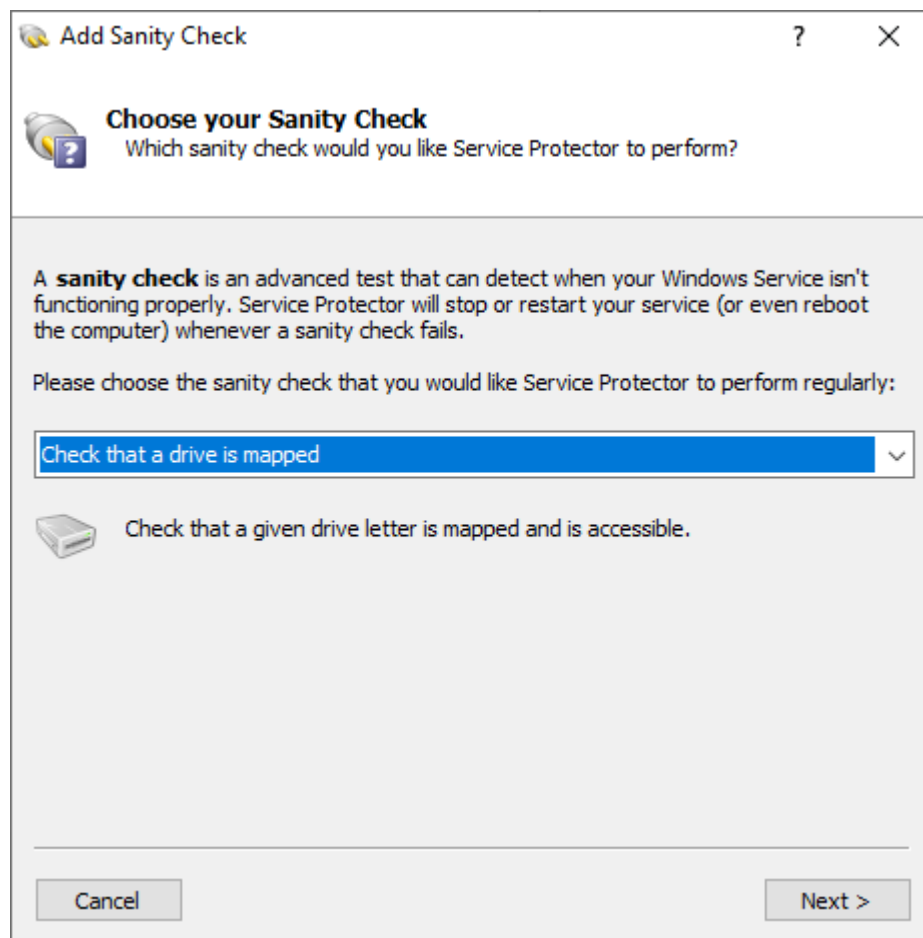 Add Sanity Check
?
Choose your Sanity Check
?
Which sanity check would you like Service Protector to perform?
A sanity check is an advanced test that can detect when your Windows Service isn't
functioning properly. Service Protector will stop or restart your service (or even reboot
the computer) whenever a sanity check fails.
Please choose the sanity check that you would like Service Protector to perform regularly:
Check that a drive is mapped
Check that a given drive letter is mapped and is accessible.
Cancel
Next >